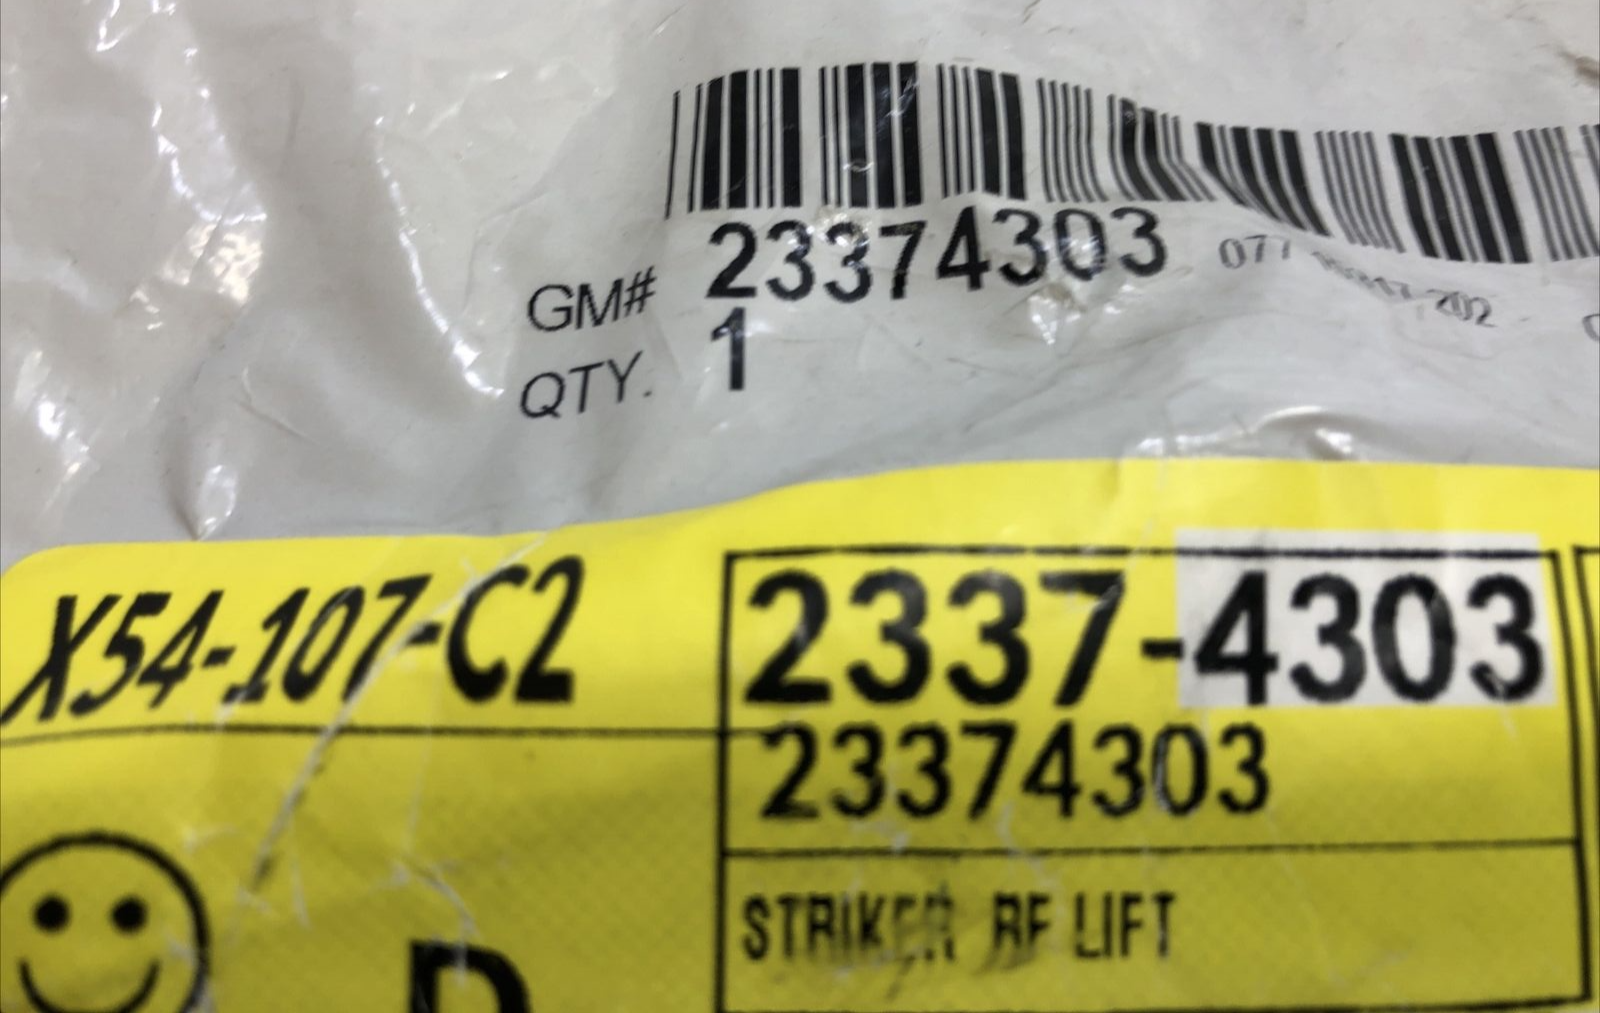 GM# 23374303
QTY. 1
X54-107-C2
2337-4303
23374303
STRIKER RF LIFT